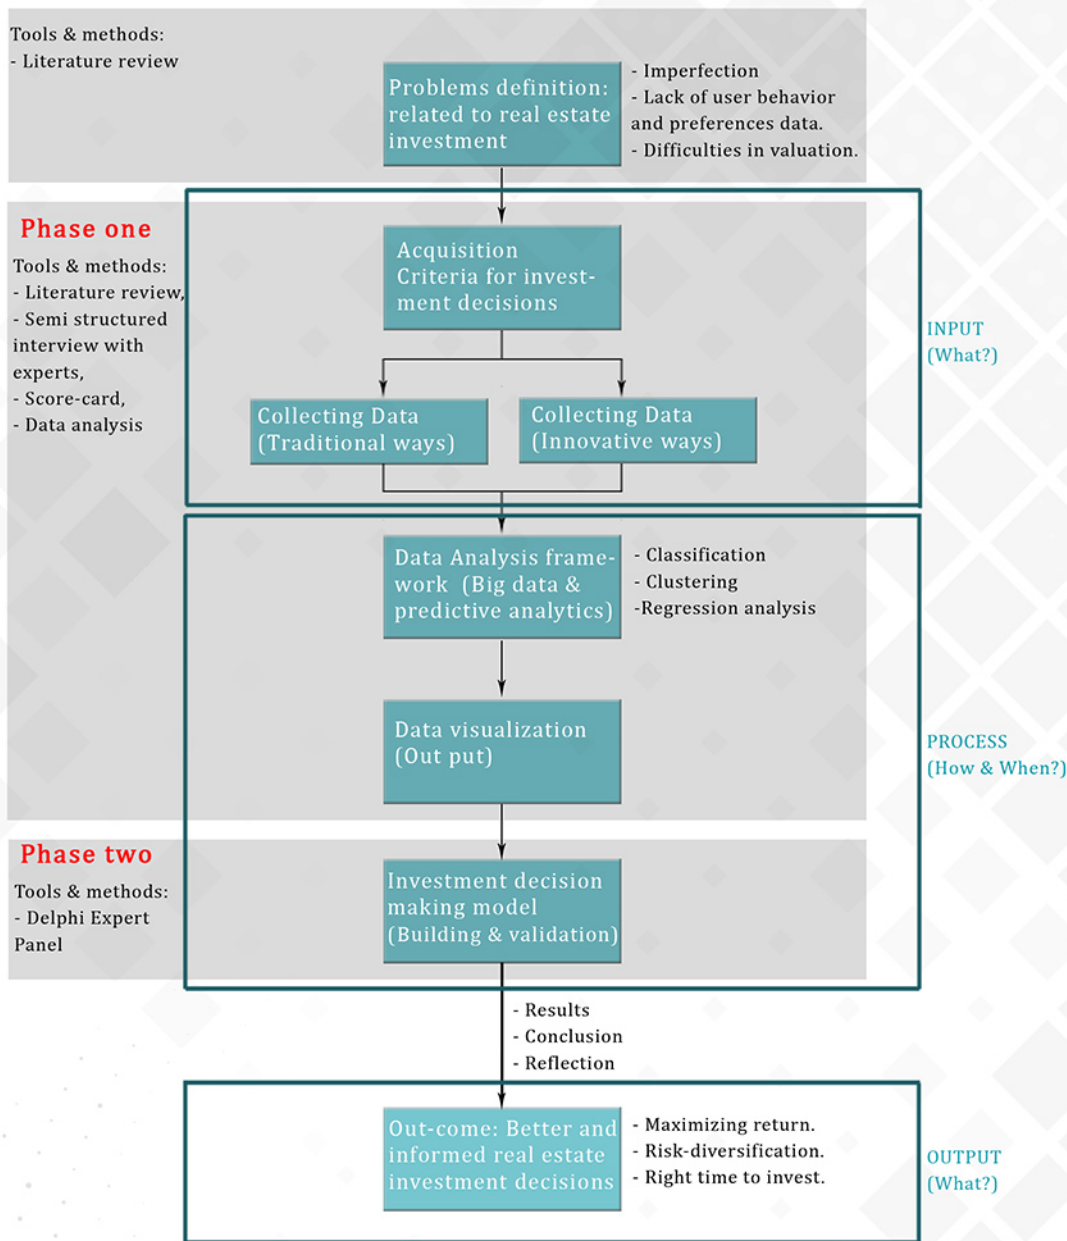 Tools & methods:
- Literature review
Problems definition:
related to real estate
investment
- Imperfection
- Lack of user behavior
and preferences data.
- Difficulties in valuation.
Phase one
Tools & methods:
- Literature review,
- Semi structured
interview with
experts,
- Score-card,
- Data analysis
Acquisition
Criteria for invest-
ment decisions
INPUT
(What?)
Collecting Data
(Traditional ways)
Collecting Data
(Innovative ways)
Data Analysis frame-
work (Big data &
predictive analytics)
- Classification
- Clustering
-Regression analysis
Data visualization
(Out put)
PROCESS
(How & When?)
Phase two
Tools & methods:
- Delphi Expert
Panel
Investment decision
making model
(Building & validation)
- Results
- Conclusion
- Reflection
Out-come: Better and
informed real estate
investment decisions
- Maximizing return.
- Risk-diversification.
- Right time to invest.
OUTPUT
(What?)